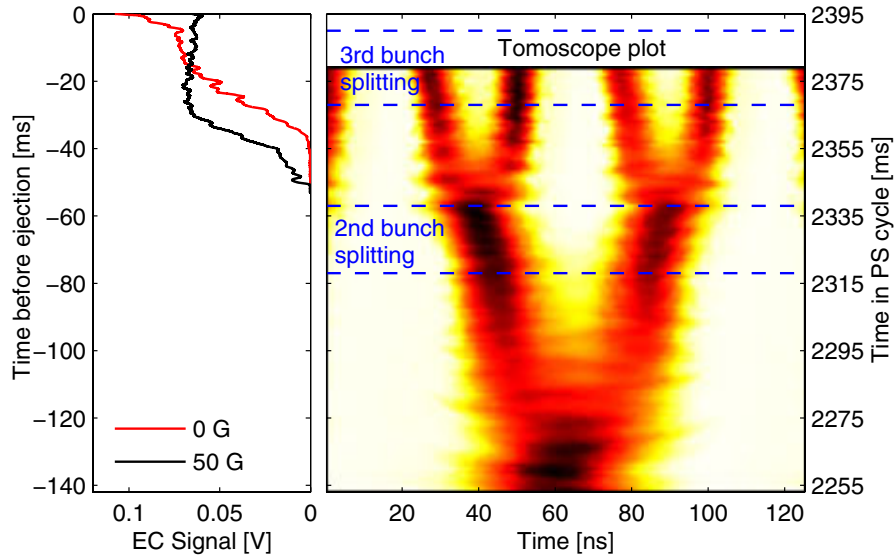 0
−20
−40
−60
−80
−100
−120
−140
Time before ejection [ms]
0 G
50 G
0.1
0.05
0
EC Signal [V]
Tomoscope plot
3rd bunch
splitting
2nd bunch
splitting
20
40
60
80
100
120
Time [ns]
2395
2375
2355
2335
2315
2295
2275
2255
Time in PS cycle [ms]